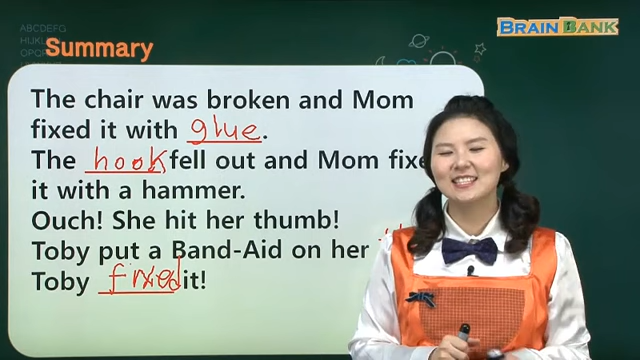 ABCDEFG
Summary
BRAIN BANK
The chair was broken and Mom
fixed it with glue.
The hook fell out and Mom fixe
it with a hammer.
Ouch! She hit her thumb!
Toby put a Band-Aid on her
Toby fixed it!